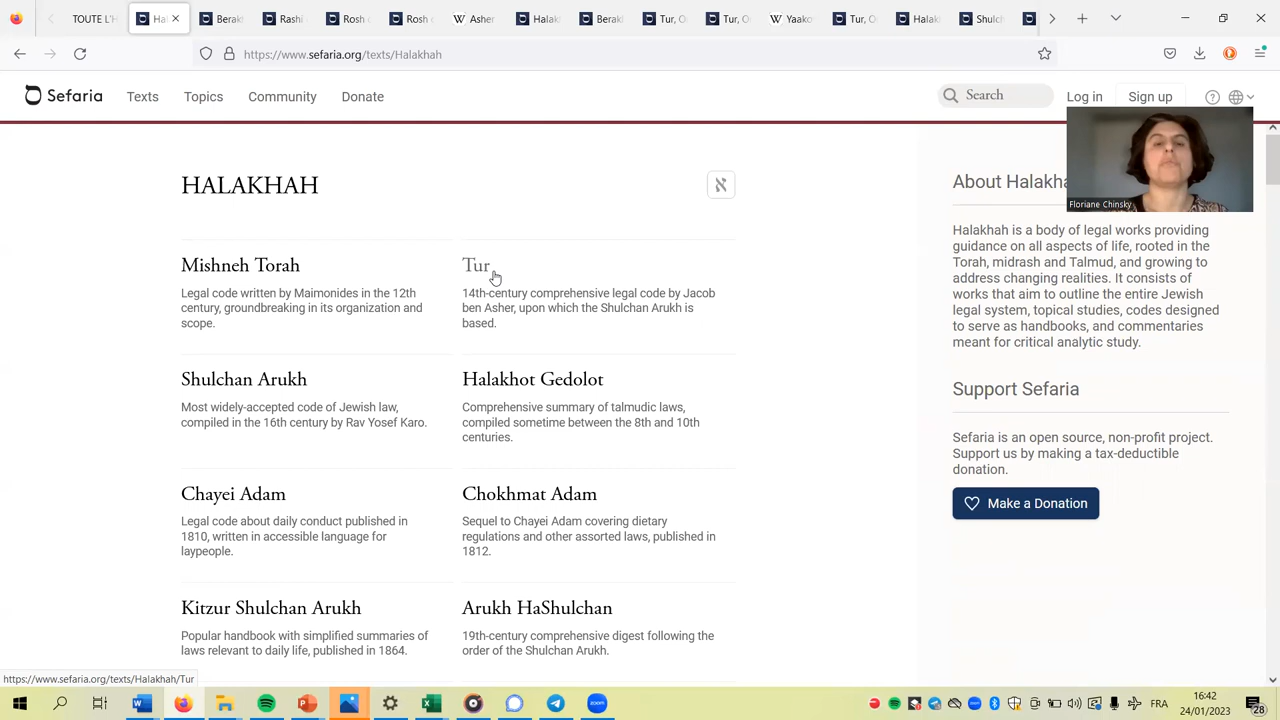 TOUTE L'H
Ha
Berak
Rashi
Rosh
Rosh o
Asher
Halak
Berak
Tur, O
Tur, O
Yaako
Tur, O
Halak
Shulch
https://www.sefaria.org/texts/Halakhah
Sefaria
Texts
Topics
Community
Donate
Search
Log in
Sign up
Floriane Chinsky
HALAKHAH
א
Mishneh Torah
Legal code written by Maimonides in the 12th
century, groundbreaking in its organization and
scope.
Tur
14th-century comprehensive legal code by Jacob
ben Asher, upon which the Shulchan Arukh is
based.
Shulchan Arukh
Most widely-accepted code of Jewish law,
compiled in the 16th century by Rav Yosef Karo.
Halakhot Gedolot
Comprehensive summary of talmudic laws,
compiled sometime between the 8th and 10th
centuries.
Chayei Adam
Legal code about daily conduct published in
1810, written in accessible language for
laypeople.
Chokhmat Adam
Sequel to Chayei Adam covering dietary
regulations and other assorted laws, published in
1812.
Kitzur Shulchan Arukh
Popular handbook with simplified summaries of
laws relevant to daily life, published in 1864.
Arukh HaShulchan
19th-century comprehensive digest following the
order of the Shulchan Arukh.
About Halakha
Halakhah is a body of legal works providing
guidance on all aspects of life, rooted in the
Torah, midrash and Talmud, and growing to
address changing realities. It consists of
works that aim to outline the entire Jewish
legal system, topical studies, codes designed
to serve as handbooks, and commentaries
meant for critical analytic study.
Support Sefaria
Sefaria is an open source, non-profit project.
Support us by making a tax-deductible
donation.
Make a Donation
https://www.sefaria.org/texts/Halakhah/Tur
FRA
16:42
24/01/2023
28